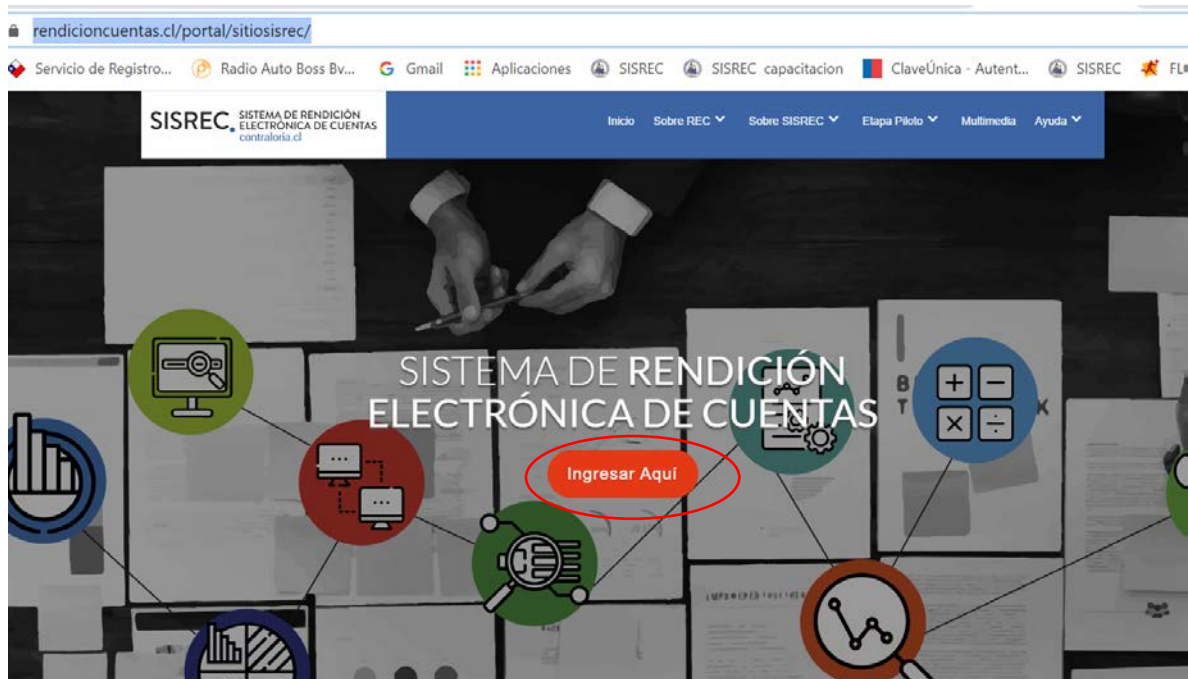 rendicioncuentas.cl/portal/sitiosisrec/
Servicio de Registro... Radio Auto Boss Bv... Gmail Aplicaciones SISREC SISREC capacitacion ClaveÚnica - Autent... SISREC
SISREC. SISTEMA DE RENDICIÓN
ELECTRÓNICA DE CUENTAS
contraloria.cl
Inicio Sobre REC Sobre SISREC Etapa Piloto Multimedia Ayuda
SISTEMA DE RENDICIÓN
ELECTRÓNICA DE CUENTAS
Ingresar Aquí